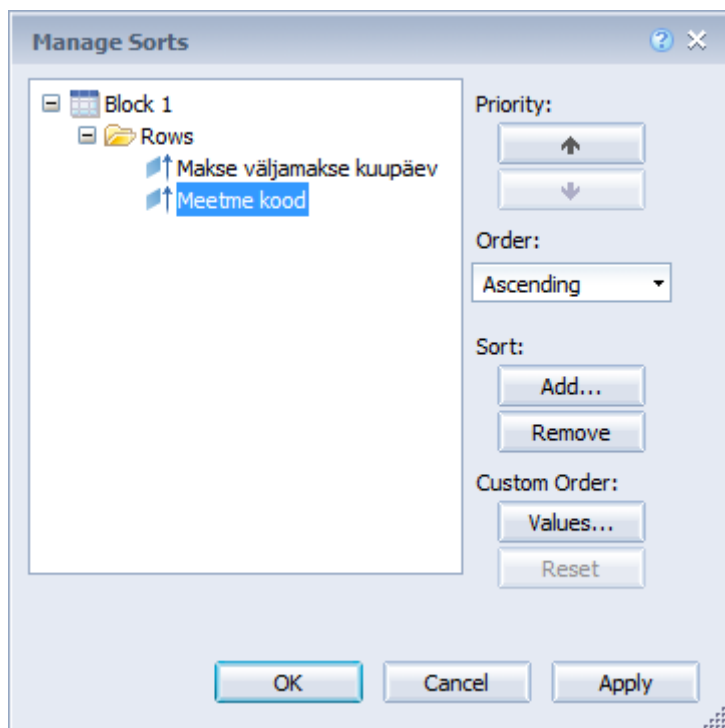 Manage Sorts
Block 1
Rows
Makse väljamakse kuupäev
Meetme kood
Priority:
Order:
Ascending
Sort:
Add...
Remove
Custom Order:
Values...
Reset
OK
Cancel
Apply